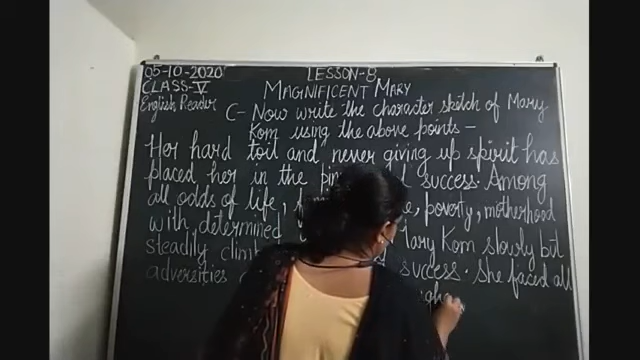 05-10-2020
LESSON-8
CLASS-V
MAGNIFICENT MARY
English Reader
C- Now write the character sketch of Mary
Kom using the above points -
Her hard toil and never giving up spirit has
placed her in the success. Among
all odds of life, poverty, motherhood
with determined Mary Kom slowly but
steadily success. She faced all
adversities